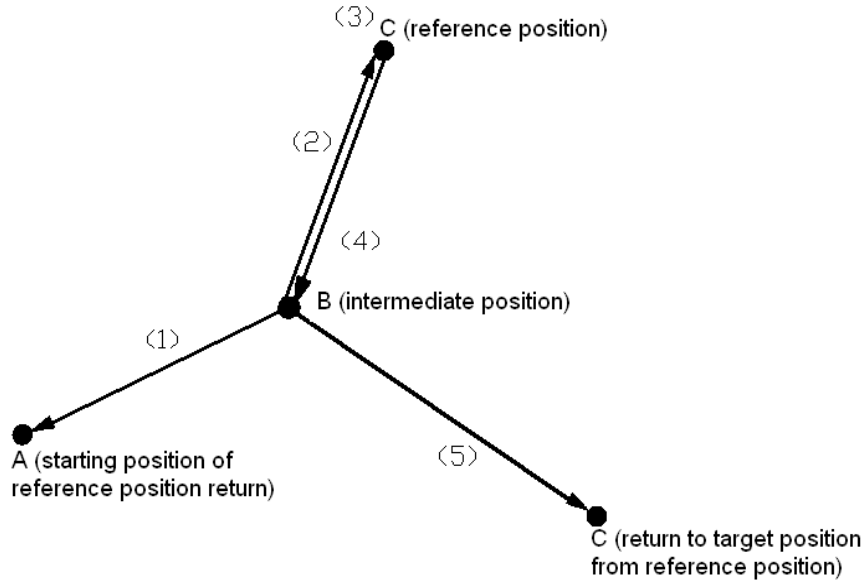 (3)
C (reference position)
(2)
(4)
B (intermediate position)
(1)
A (starting position of
reference position return)
(5)
C (return to target position
from reference position)